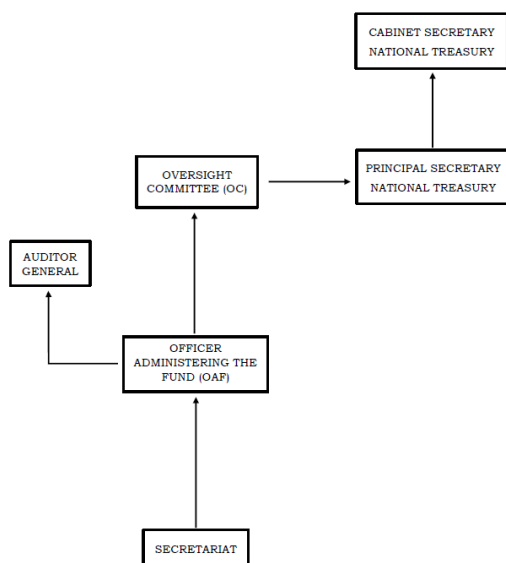 CABINET SECRETARY
NATIONAL TREASURY
OVERSIGHT
COMMITTEE (OC)
PRINCIPAL SECRETARY
NATIONAL TREASURY
AUDITOR
GENERAL
OFFICER
ADMINISTERING THE
FUND (OAF)
SECRETARIAT